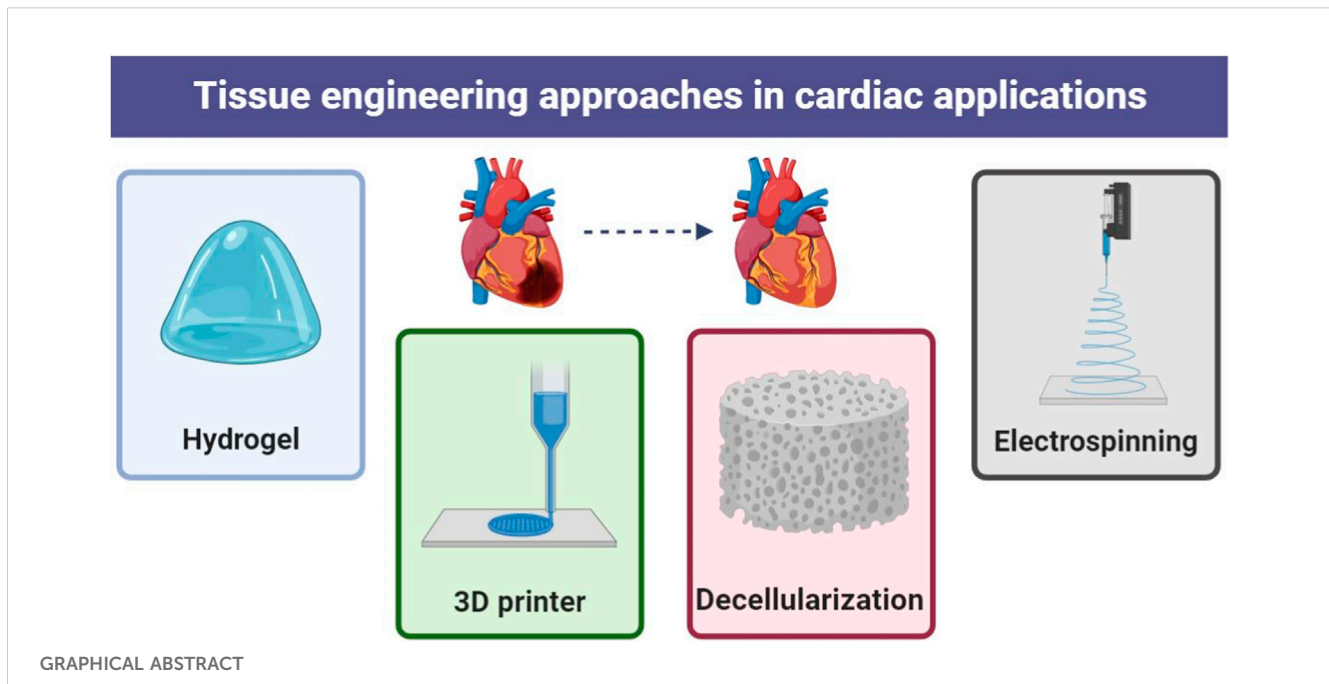 Tissue engineering approaches in cardiac applications
Hydrogel
3D printer
Decellularization
Electrospinning
GRAPHICAL ABSTRACT